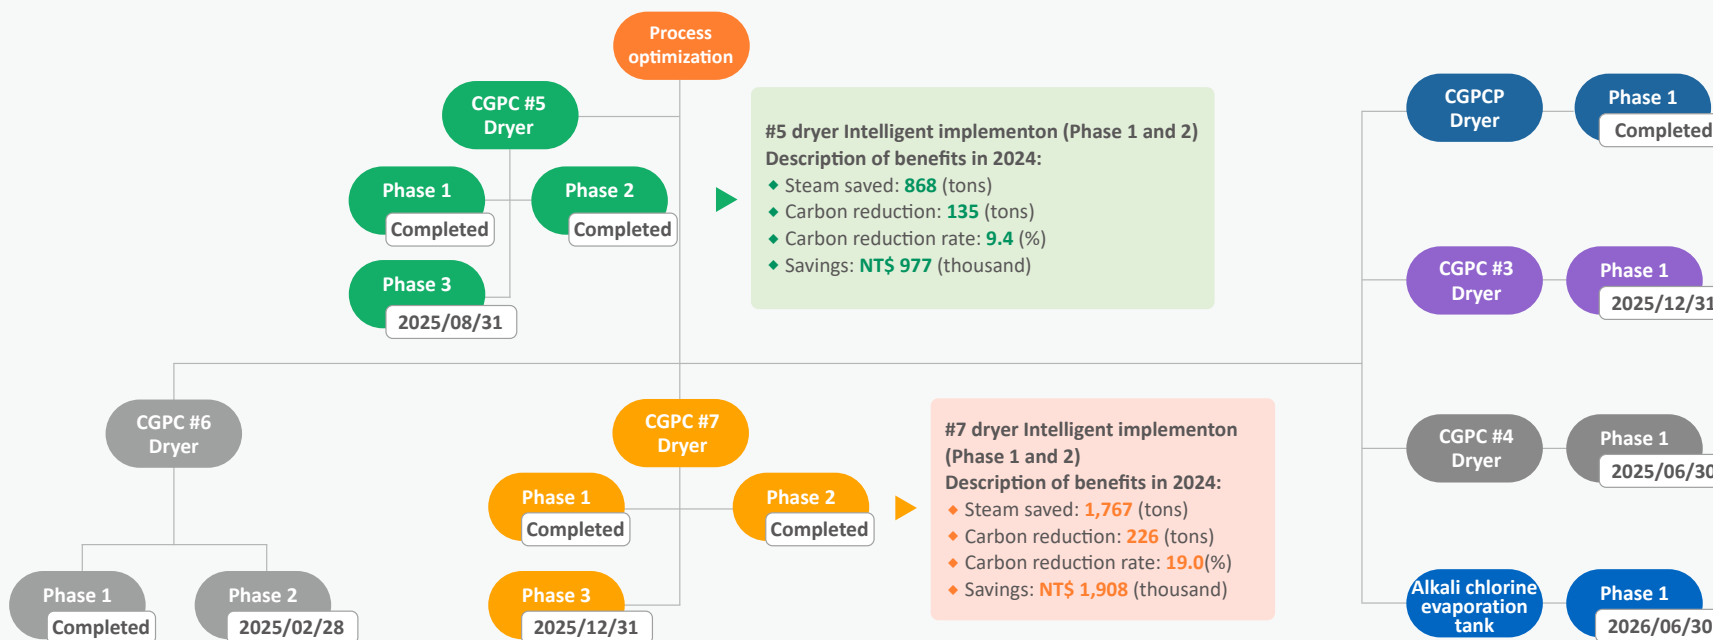 Process
optimization
CGPC #5
Dryer
Phase 1
Completed
Phase 2
Completed
Phase 3
2025/08/31
#5 dryer Intelligent implementon (Phase 1 and 2)
Description of benefits in 2024:
◆ Steam saved: 868 (tons)
◆ Carbon reduction: 135 (tons)
◆ Carbon reduction rate: 9.4 (%)
◆ Savings: NT$ 977 (thousand)
CGPC #6
Dryer
Phase 1
Completed
Phase 2
2025/02/28
CGPC #7
Dryer
Phase 1
Completed
Phase 2
Completed
Phase 3
2025/12/31
#7 dryer Intelligent implementon
(Phase 1 and 2)
Description of benefits in 2024:
◆ Steam saved: 1,767 (tons)
◆ Carbon reduction: 226 (tons)
◆ Carbon reduction rate: 19.0(%)
◆ Savings: NT$ 1,908 (thousand)
CGPCP
Dryer
Phase 1
Completed
CGPC #3
Dryer
Phase 1
2025/12/31
CGPC #4
Dryer
Phase 1
2025/06/30
Alkali chlorine
evaporation
tank
Phase 1
2026/06/30